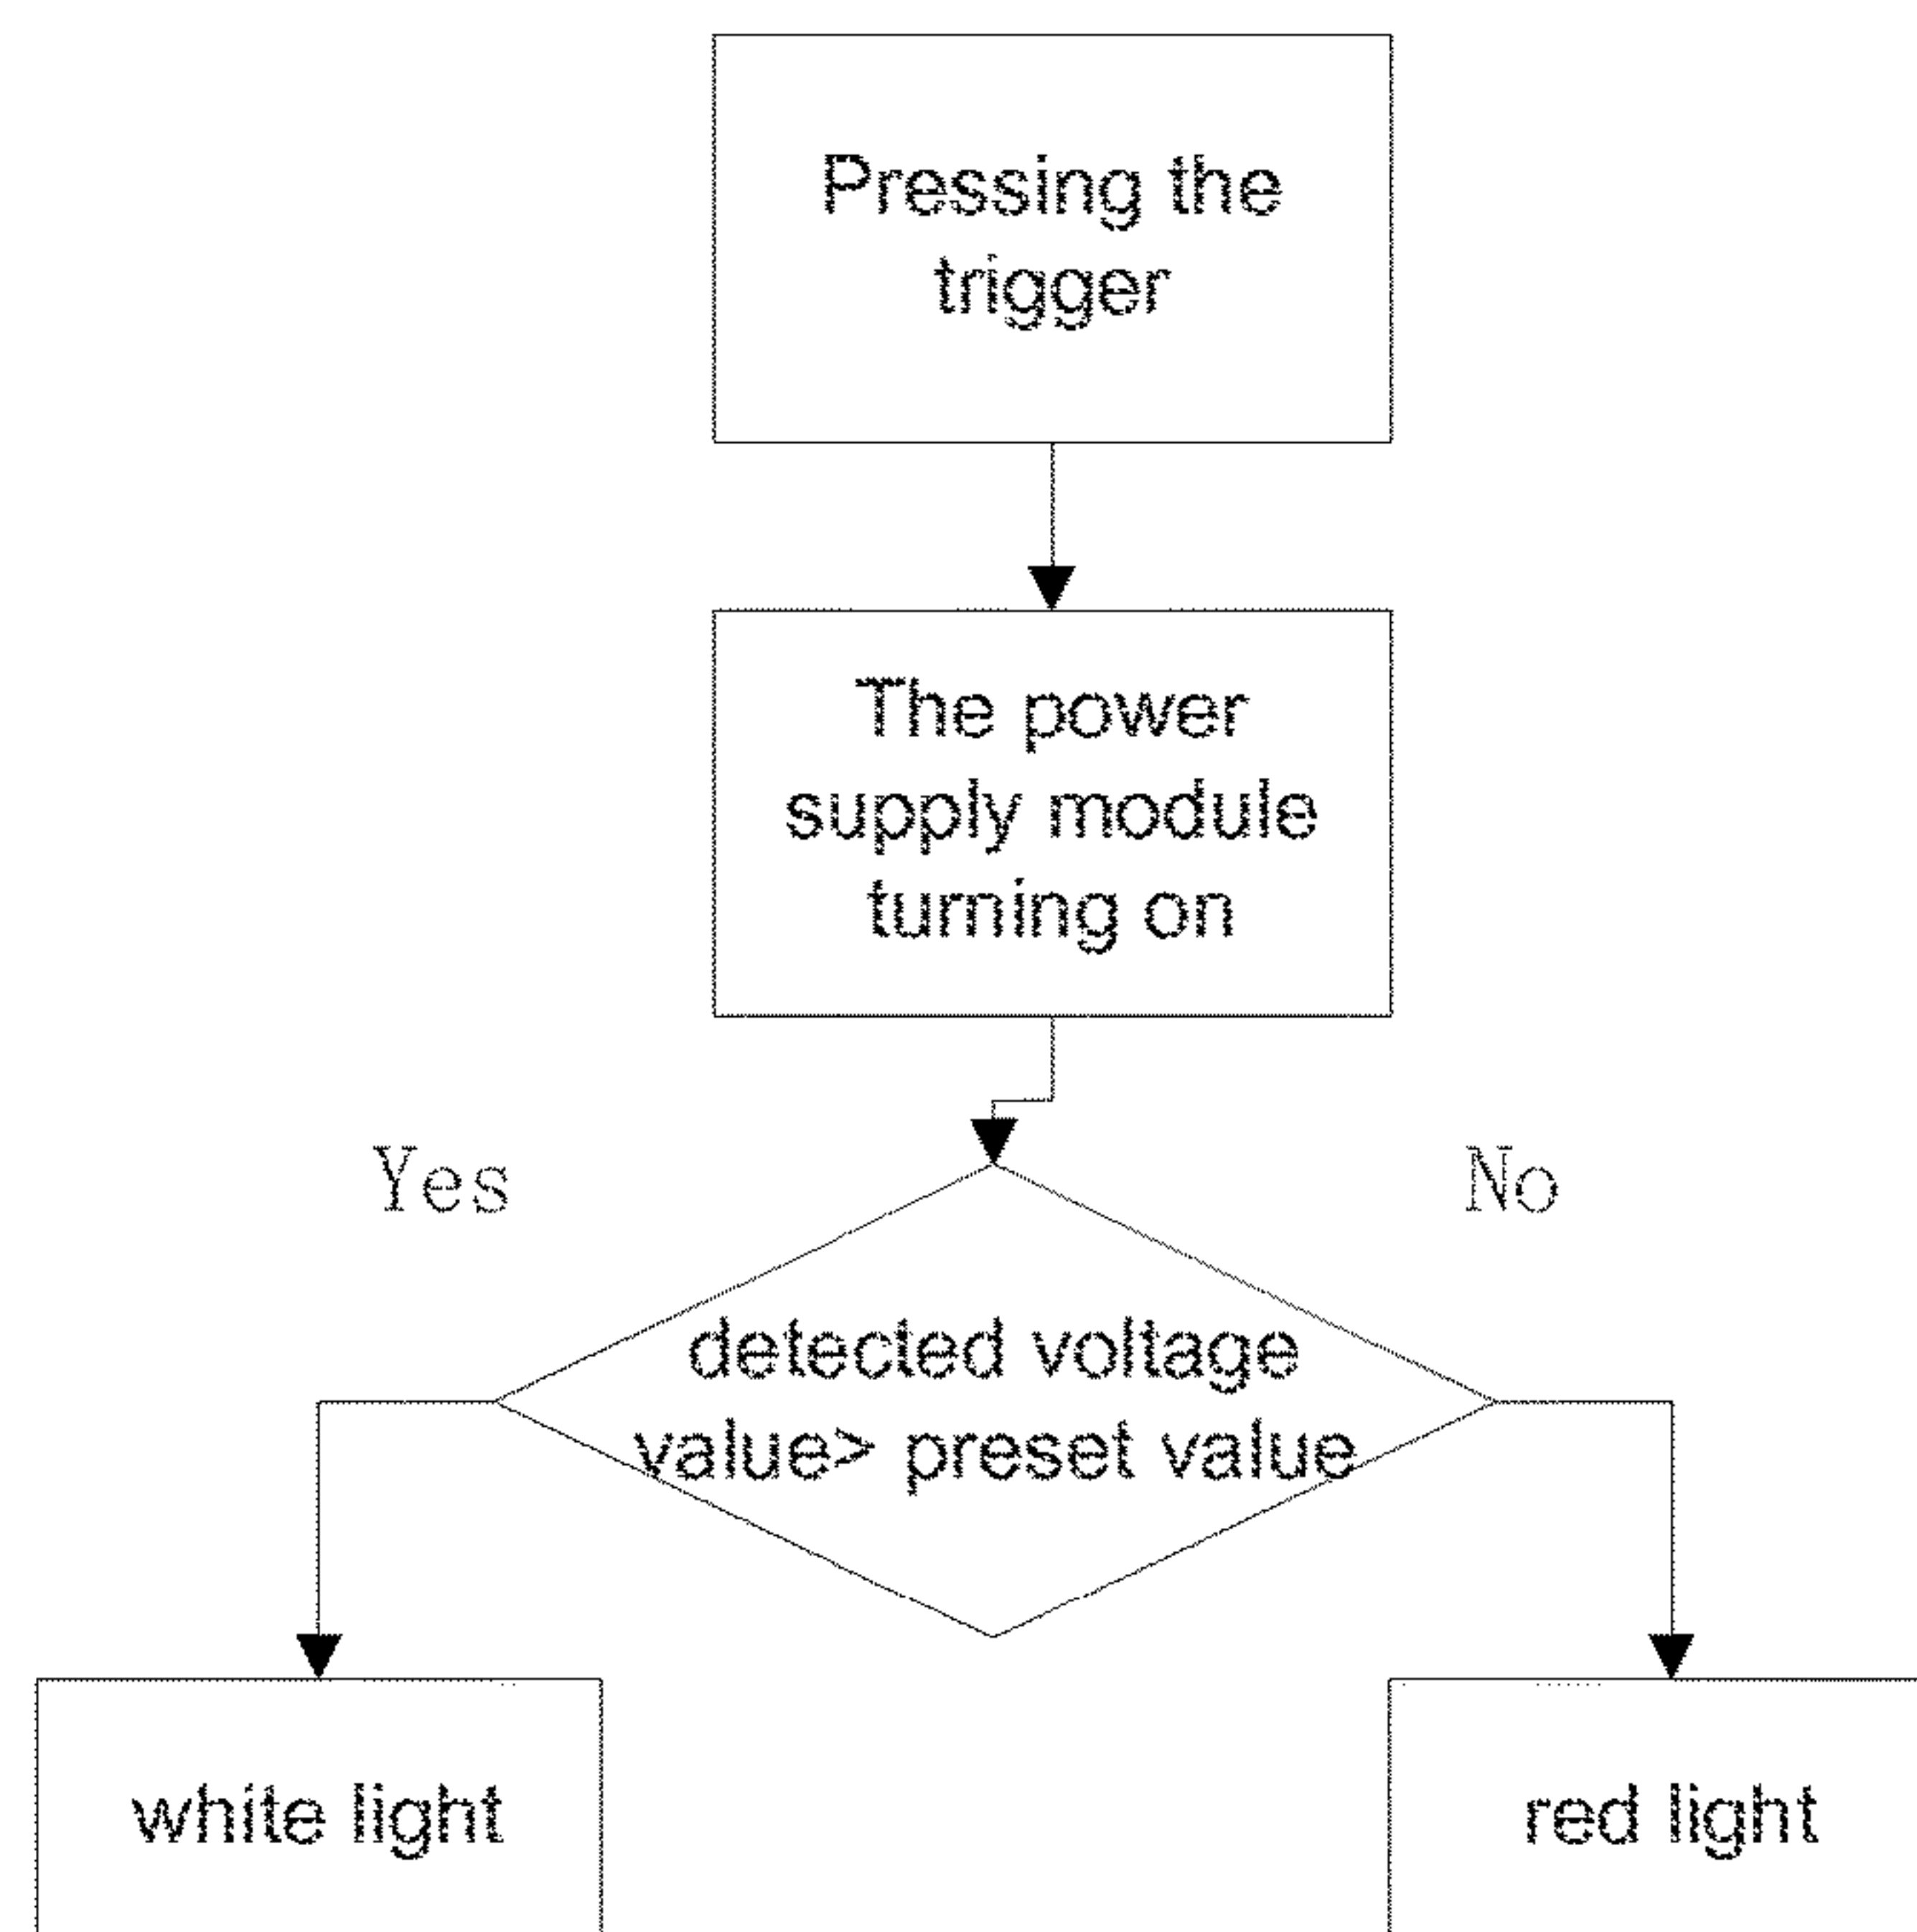 Pressing the
trigger
The power
supply module
turning on
Yes
No
detected voltage
value> preset value
white light
red light